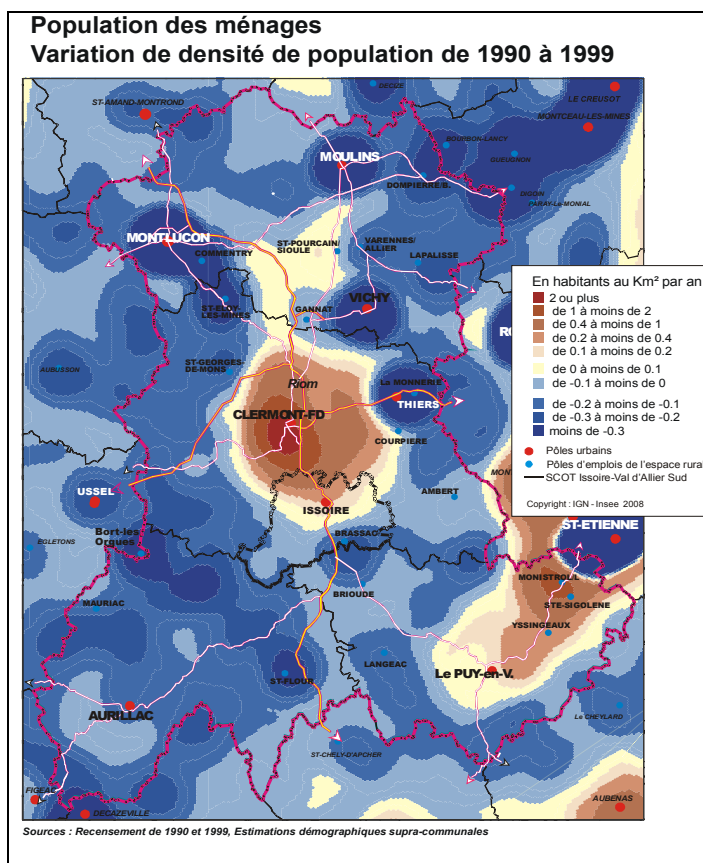 Population des ménages
Variation de densité de population de 1990 à 1999
DECIZE
ST-AMAND-MONTROND
LE CREUSOT
MONTCEAU-LES-MINES
BOURBON-LANCY
MOULINS
GUEUGNON
DOMPIERRE/B.
DIGOIN
PARAY-LE-MONIAL
MONTLUCON
ST-POURCAIN/
SIOULE
VARENNES/
ALLIER
COMMENTRY
LAPALISSE
En habitants au Km² par an
ST-ELOY-
LES-MINES
VICHY
2 ou plus
GANNAT
de 1 à moins de 2
RO
de 0.4 à moins de 1
de 0.2 à moins de 0.4
de 0.1 à moins de 0.2
ST-GEORGES-
DE-MONS
AUBUSSON
de 0 à moins de 0.1
Riom
La MONNERIE
de -0.1 à moins de 0
THIERS
de -0.2 à moins de -0.1
CLERMONT-FD
de -0.3 à moins de -0.2
moins de -0.3
COURPIERE
Pôles urbains
Pôles d'emplois de l'espace rural
MON
SCOT Issoire-Val d'Allier Sud
USSEL
AMBERT
Copyright : IGN - Insee 2008
ISSOIRE
ST-ETIENNE
Bort-les
Orgues
EGLETONS
BRASSAC
MONISTROL/L
BRIOUDE
STE-SIGOLENE
MAURIAC
YSSINGEAUX
LANGEAC
Le PUY-en-V.
ST-FLOUR
AURILLAC
Le CHEYLARD
ST-CHELY-D'APCHER
FIGEAC
DECAZEVILLE
AUBENAS
Sources : Recensement de 1990 et 1999, Estimations démographiques supra-communales